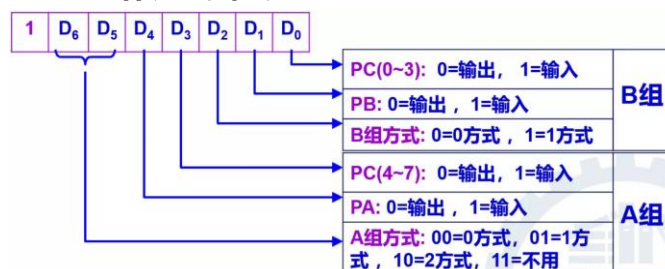 1 D6 D5 D4 D3 D2 D1 D0
PC(0~3): 0=输出， 1=输入
PB: 0=输出 ，1=输入
B组方式: 0=0方式 ，1=1方式
B组
PC(4~7): 0=输出，1=输入
PA: 0=输出 ，1=输入
A组方式: 00=0方式，01=1方
式 ，10=2方式，11=不用
A组